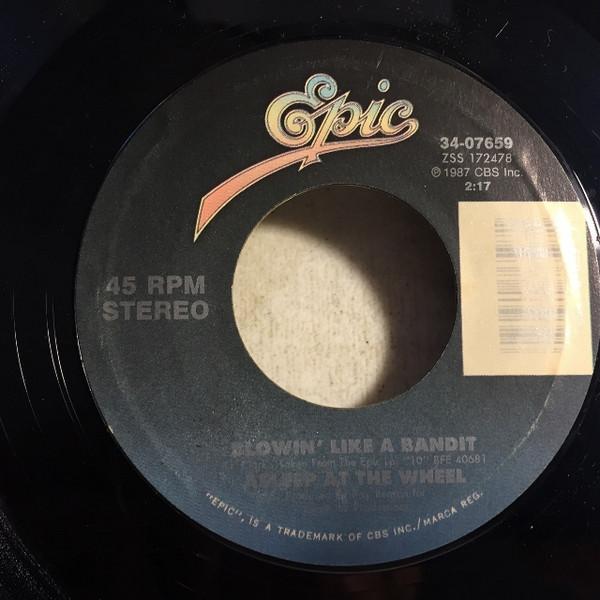 Epic
34-07659
ZSS 172478
℗ 1987 CBS Inc.
2:17
45 RPM
STEREO
BLOWIN' LIKE A BANDIT
Taken From The Epic Lp "10" BFE 40681
ASLEEP AT THE WHEEL
"EPIC", IS A TRADEMARK OF CBS INC./MARCA REG.